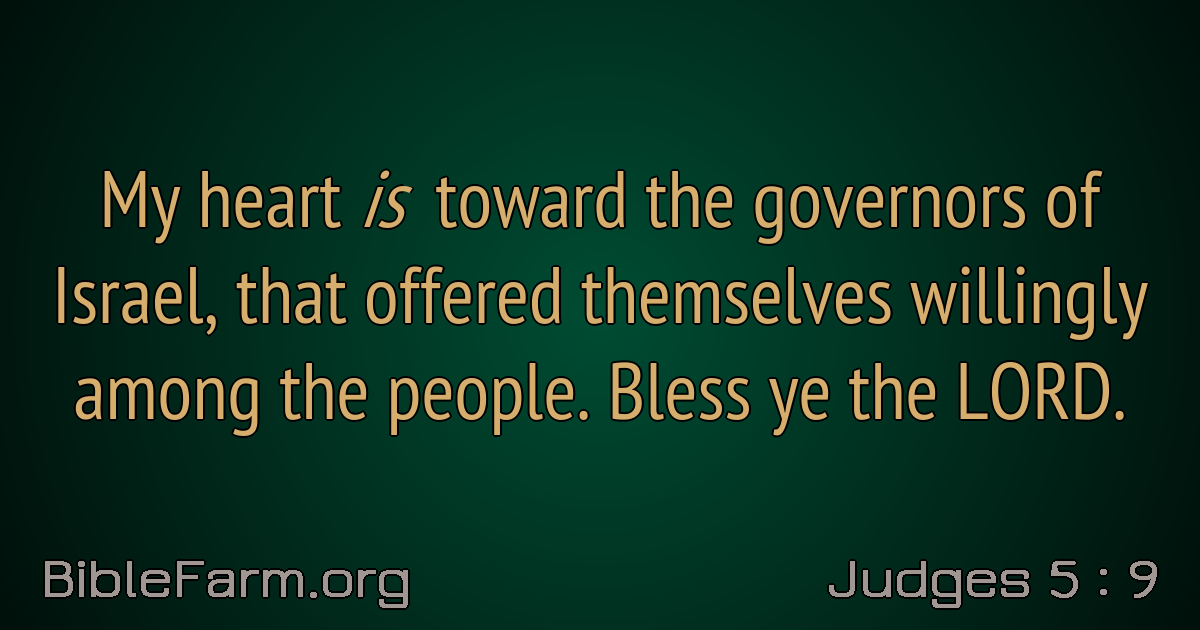 My heart is toward the governors of
Israel, that offered themselves willingly
among the people. Bless ye the LORD.
BibleFarm.org
Judges 5 : 9